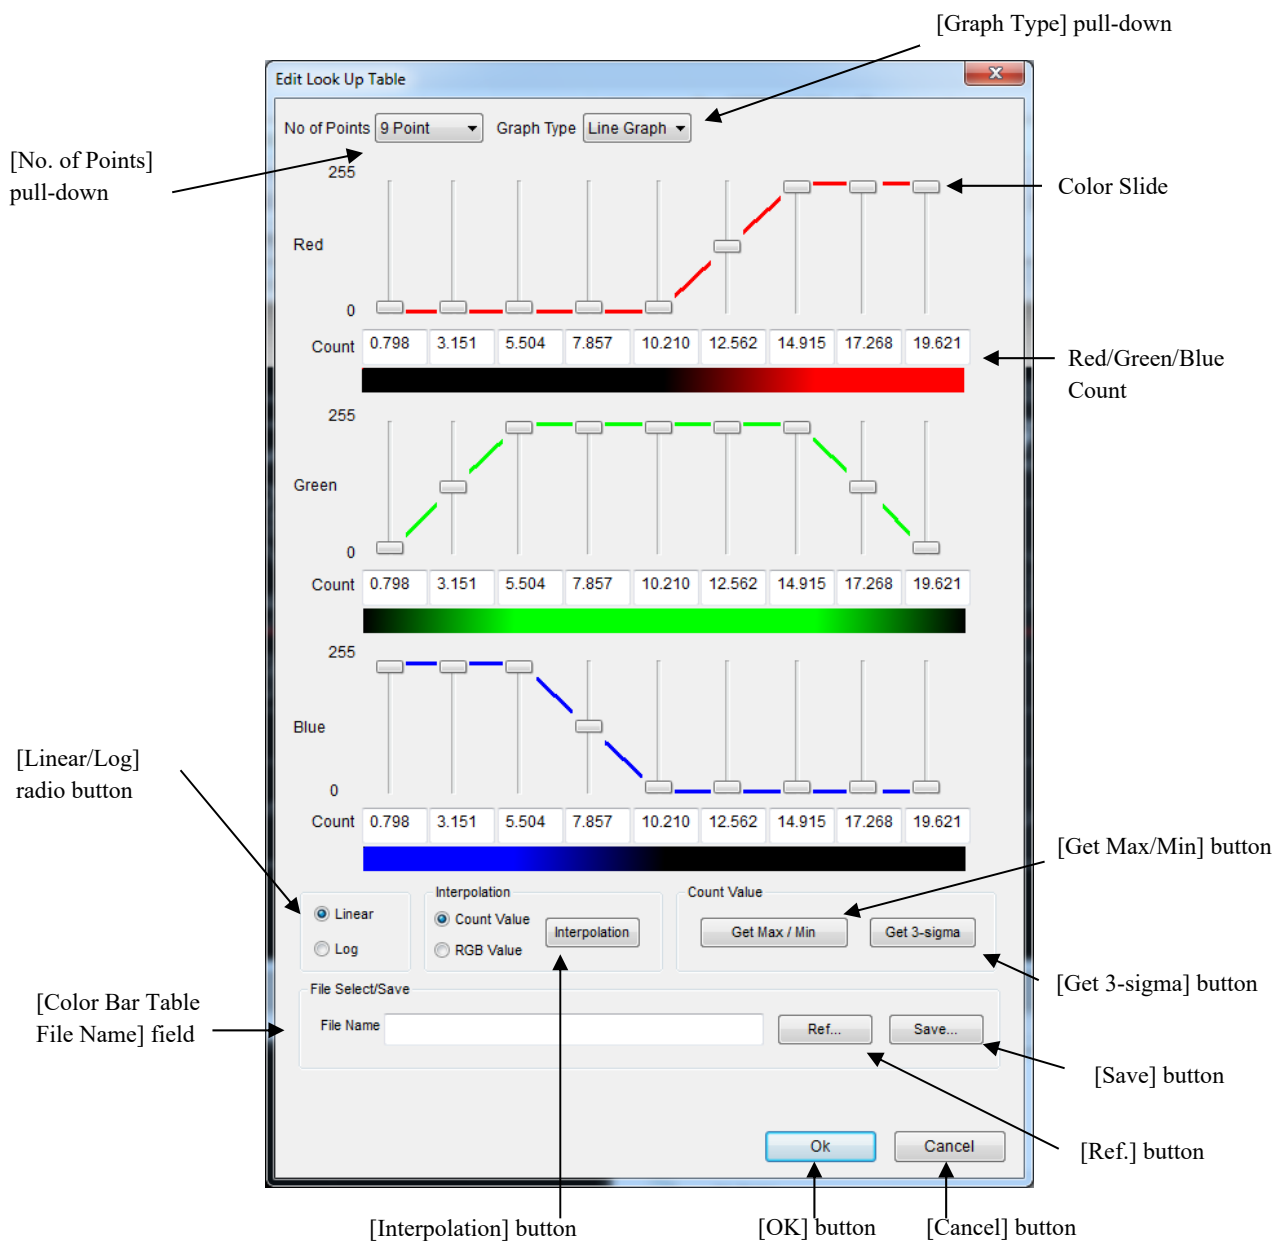 [Graph Type] pull-down
Edit Look Up Table
x
No of Points 9 Point Graph Type Line Graph
[No. of Points]
pull-down
255
Color Slide
Red
0
Count 0.798 3.151 5.504 7.857 10.210 12.562 14.915 17.268 19.621
Red/Green/Blue
Count
255
Green
0
Count 0.798 3.151 5.504 7.857 10.210 12.562 14.915 17.268 19.621
255
Blue
[Linear/Log]
radio button
0
Count 0.798 3.151 5.504 7.857 10.210 12.562 14.915 17.268 19.621
[Get Max/Min] button
Interpolation Count Value
Linear Count Value
Interpolation Get Max / Min Get 3-sigma
Log RGB Value
[Get 3-sigma] button
File Select/Save
[Color Bar Table
File Name] field
File Name Ref... Save...
[Save] button
Ok Cancel
[Ref.] button
[Interpolation] button [OK] button [Cancel] button